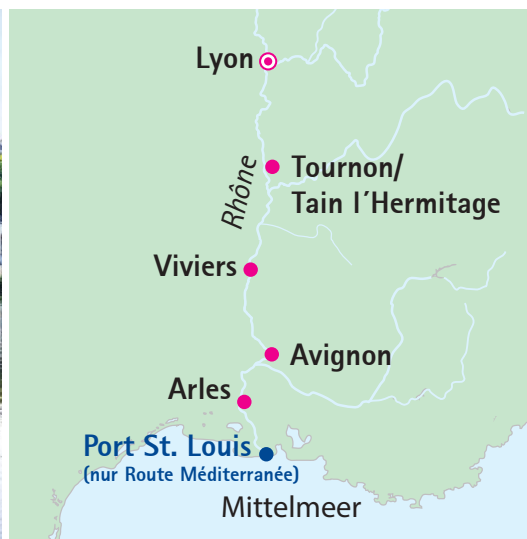 Lyon
Rhône
Tournon/
Tain l´Hermitage
Viviers
Avignon
Arles
Port St. Louis
(nur Route Méditerranée)
Mittelmeer